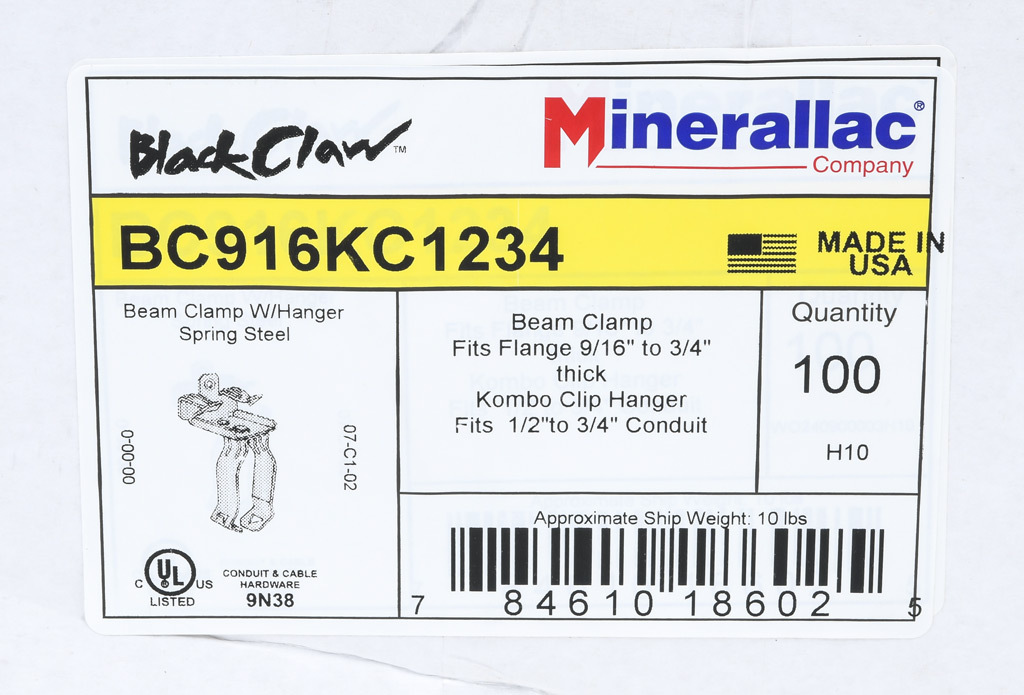 Black Claw™
Minerallac®
Company
BC916KC1234
MADE IN
USA
Beam Clamp W/Hanger
Spring Steel
00-00-0
07-C1-02
C UL US
LISTED
CONDUIT & CABLE
HARDWARE
9N38
Beam Clamp
Fits Flange 9/16" to 3/4"
thick
Kombo Clip Hanger
Fits 1/2"to 3/4" Conduit
Quantity
100
H10
Approximate Ship Weight: 10 lbs
7 84610 18602 5